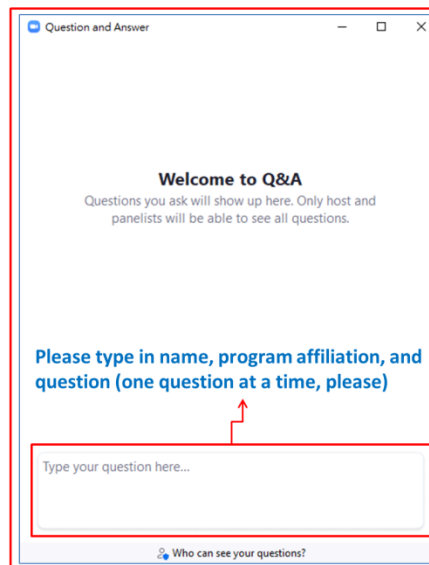 Question and Answer
Welcome to Q&A
Questions you ask will show up here. Only host and
panelists will be able to see all questions.
Please type in name, program affiliation, and
question (one question at a time, please)
Type your question here...
Who can see your questions?